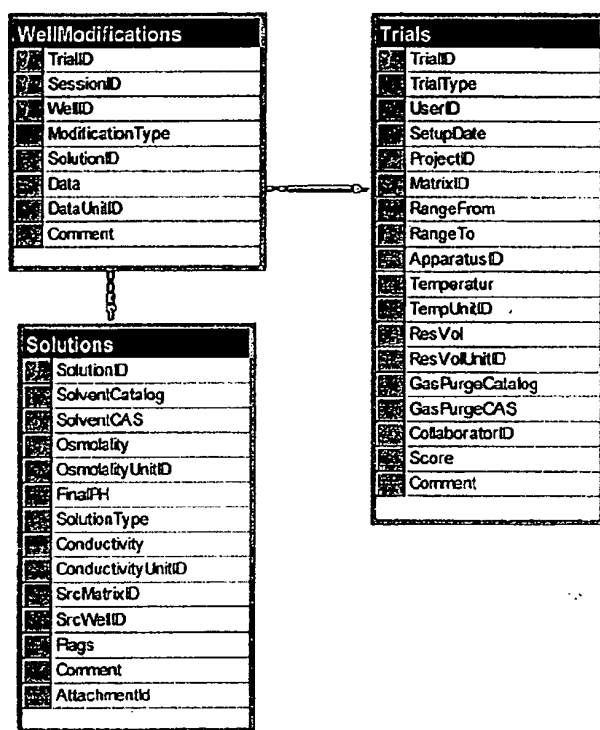 WellModifications
TrialID
SessionID
WellID
ModificationType
SolutionID
Data
DataUnitID
Comment
Trials
TrialID
TrialType
UserID
SetupDate
ProjectID
MatrixID
RangeFrom
RangeTo
ApparatusID
Temperatur
TempUnitID
ResVol
ResVolUnitID
GasPurgeCatalog
GasPurgeCAS
CollaboratorID
Score
Comment
Solutions
SolutionID
SolventCatalog
SolventCAS
Osmolality
OsmolalityUnitID
FinalPH
SolutionType
Conductivity
ConductivityUnitID
SrcMatrixID
SrcWellID
Flags
Comment
AttachmentId